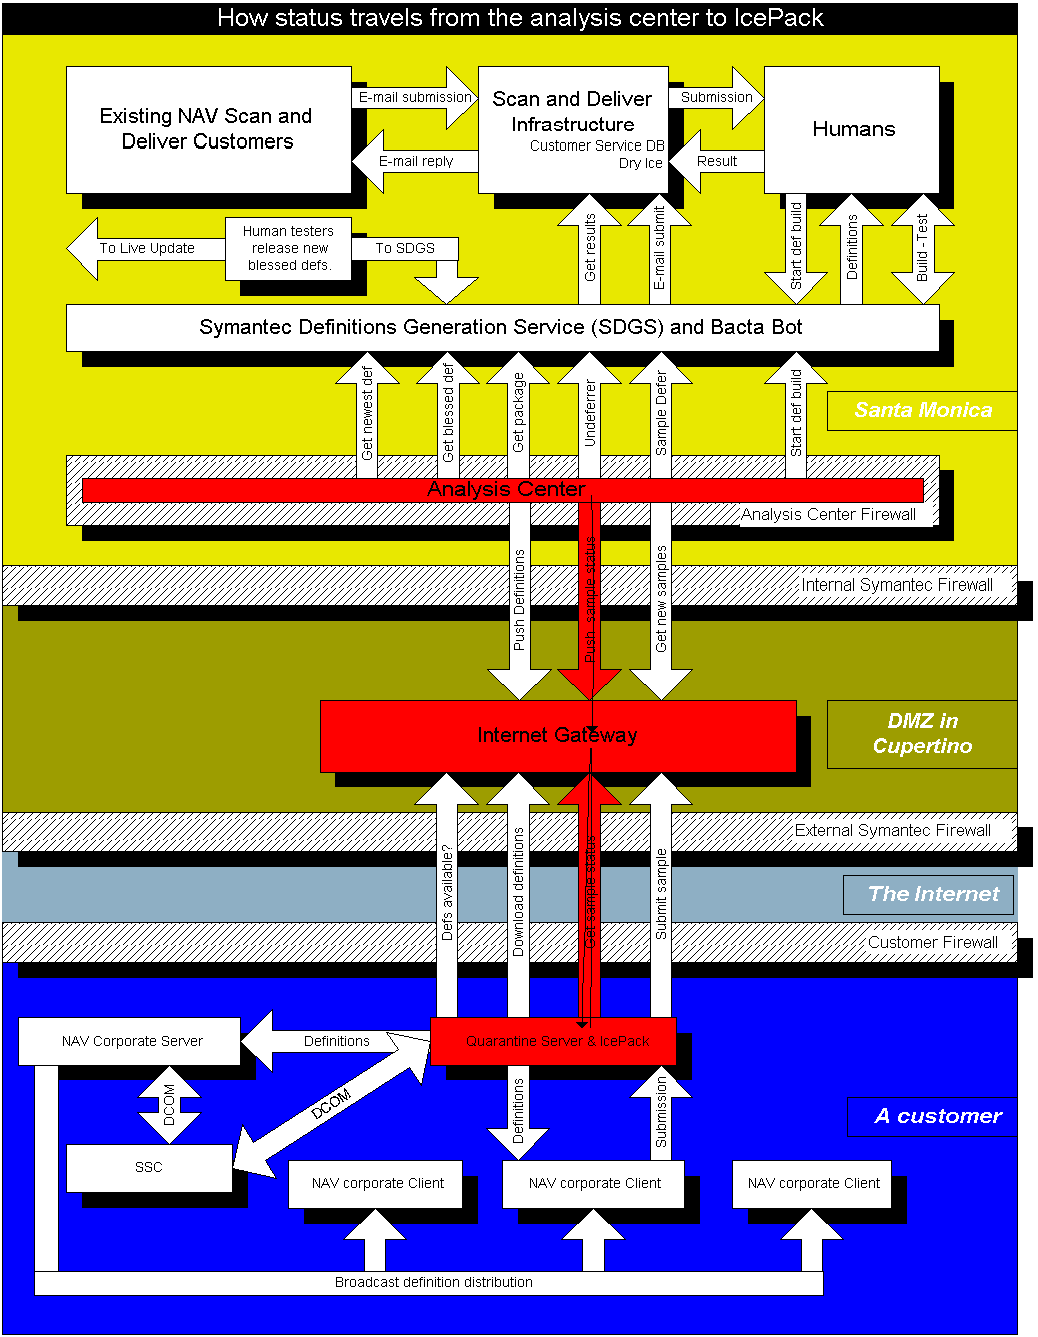 How status travels from the analysis center to IcePack
Existing NAV Scan and
Deliver Customers
E-mail submission
E-mail reply
Scan and Deliver
Infrastructure
Customer Service DB
Dry Ice
Submission
Result
Humans
To Live Update
Human testers
release new
blessed defs.
To SDGS
Get results
E-mail submit
Start def build
Definitions
Build -Test
Symantec Definitions Generation Service (SDGS) and Bacta Bot
Get newest def
Get blessed def
Get package
Undeferrer
Sample Defer
Start def build
Santa Monica
Analysis Center
Analysis Center Firewall
Internal Symantec Firewall
Push Definitions
Push sample status
Get new samples
Internet Gateway
DMZ in
Cupertino
External Symantec Firewall
Defs available?
Download definitions
Get sample status
Submit sample
The Internet
Customer Firewall
NAV Corporate Server
Definitions
Quarantine Server & IcePack
DCOM
DCOM
Definitions
Submission
A customer
SSC
NAV corporate Client
NAV corporate Client
NAV corporate Client
Broadcast definition distribution